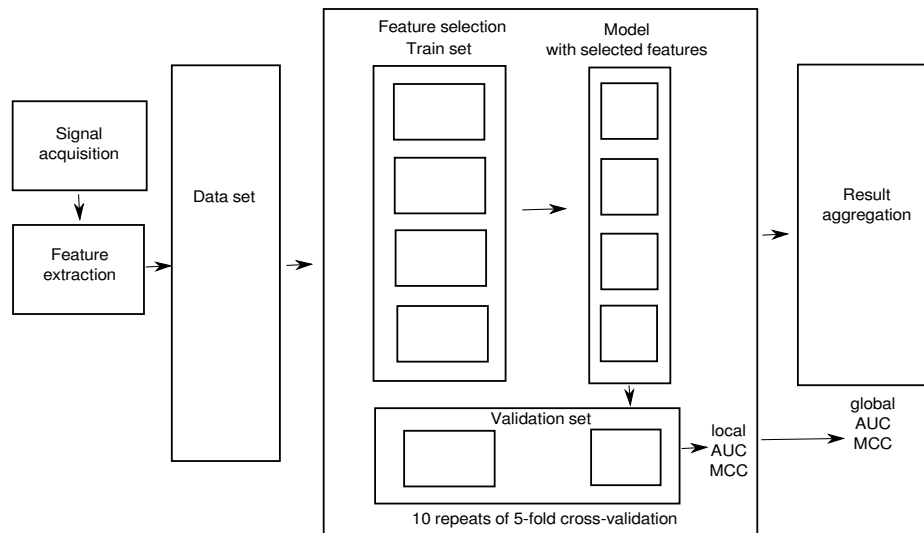 Signal
acquisition
Feature
extraction
Data set
Feature selection
Train set
Model
with selected features
Validation set
local
AUC
MCC
10 repeats of 5-fold cross-validation
Result
aggregation
global
AUC
MCC